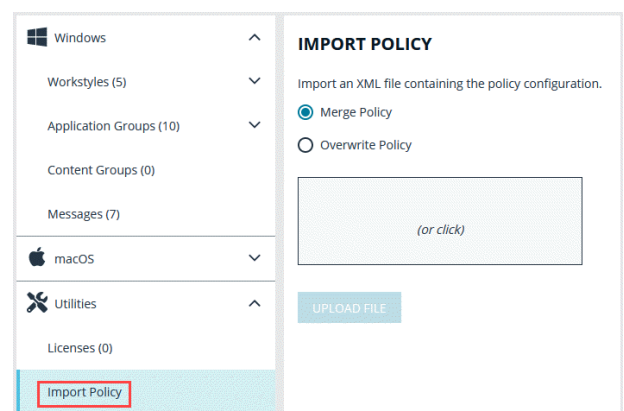 Windows
Workstyles (5)
Application Groups (10)
Content Groups (0)
Messages (7)
macOS
Utilities
Licenses (0)
Import Policy
IMPORT POLICY
Import an XML file containing the policy configuration.
Merge Policy
Overwrite Policy
(or click)
UPLOAD FILE